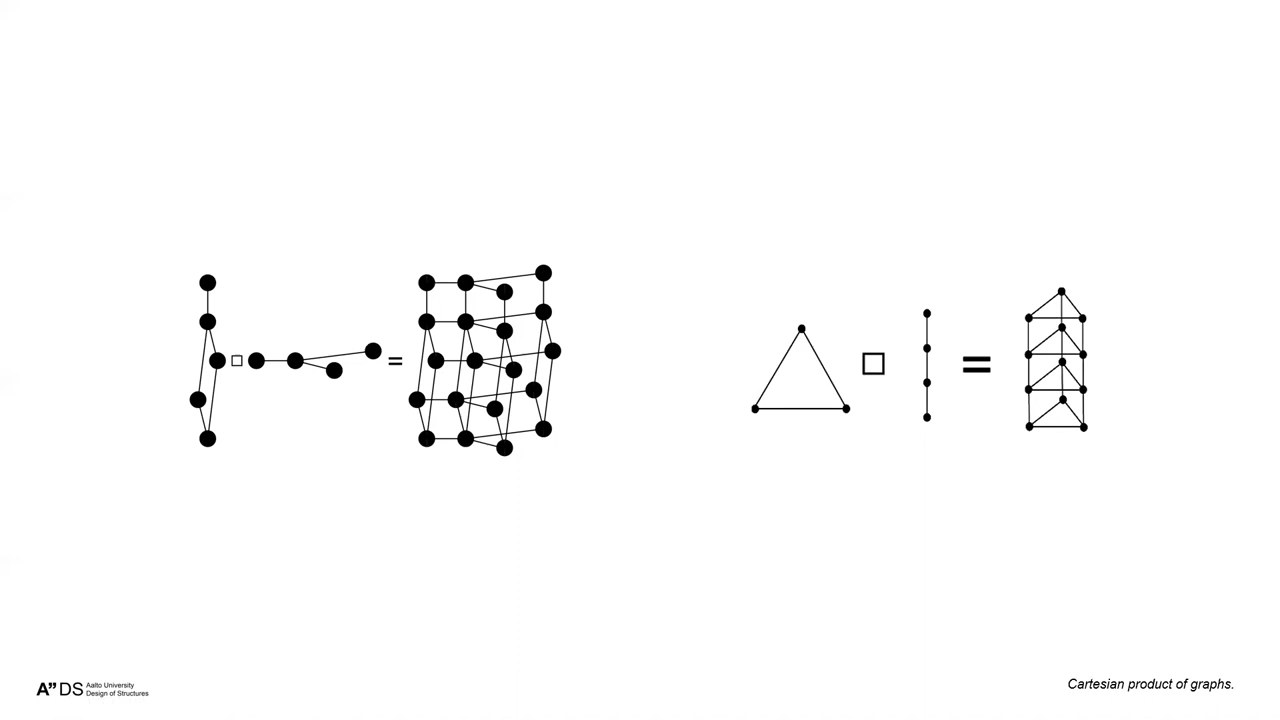 =
=
A” DS Aalto University
Design of Structures
Cartesian product of graphs.